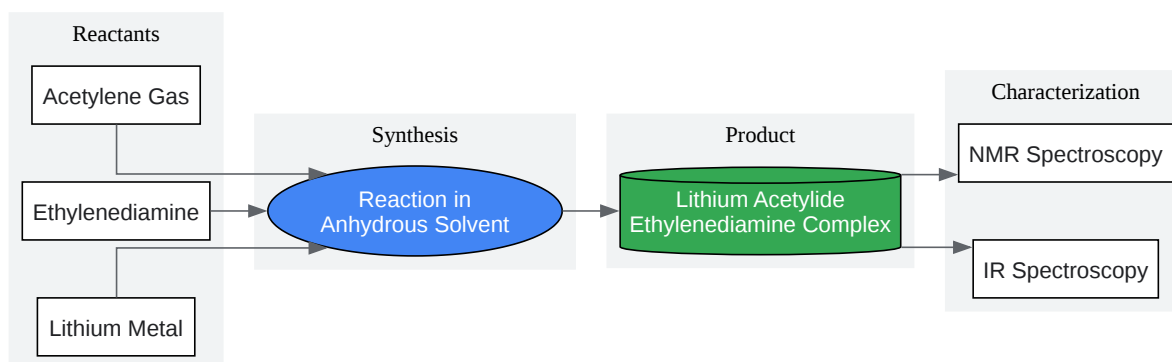 Reactants
Acetylene Gas
Ethylenediamine
Lithium Metal
Synthesis
Reaction in
Anhydrous Solvent
Product
Lithium Acetylide
Ethylenediamine Complex
Characterization
NMR Spectroscopy
IR Spectroscopy